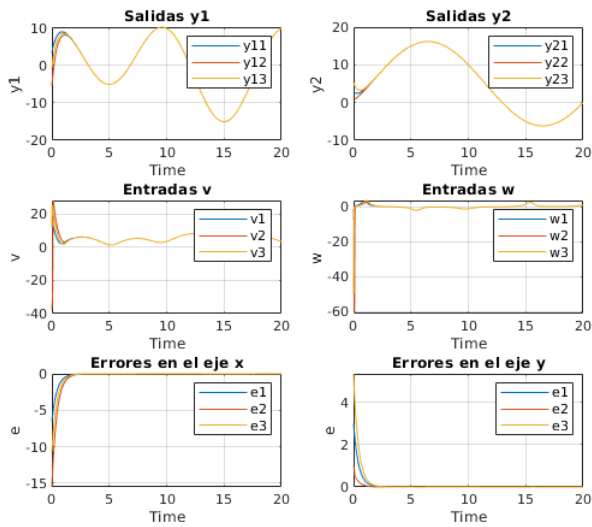 Salidas y1
10
0
-10
-20
y1
0
5
10
15
20
Time
y11
y12
y13
Salidas y2
20
10
0
-10
y2
0
5
10
15
20
Time
y21
y22
y23
Entradas v
20
0
-20
-40
v
0
5
10
15
20
Time
v1
v2
v3
Entradas w
0
-20
-40
-60
w
0
5
10
15
20
Time
w1
w2
w3
Errores en el eje x
0
-5
-10
-15
e
0
5
10
15
20
Time
e1
e2
e3
Errores en el eje y
4
2
0
e
0
5
10
15
20
Time
e1
e2
e3